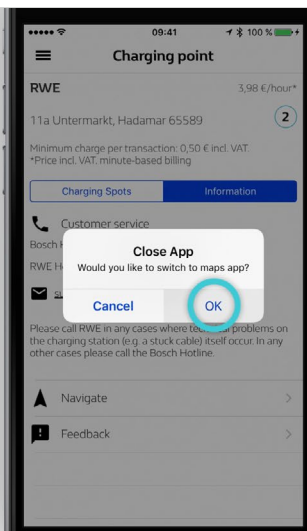 09:41
100 %
Charging point
RWE
3,98 €/hour*
11a Untermarkt, Hadamar 65589
2
Minimum charge per transaction: 0,50 € incl. VAT.
*Price incl. VAT. minute-based billing
Charging Spots
Information
Customer service
Bosch
RWE
Close App
Would you like to switch to maps app?
Cancel
OK
Please call RWE in any cases where problems on
the charging station (e.g. a stuck cable) itself occur. In any
other cases please call the Bosch Hotline.
Navigate
Feedback